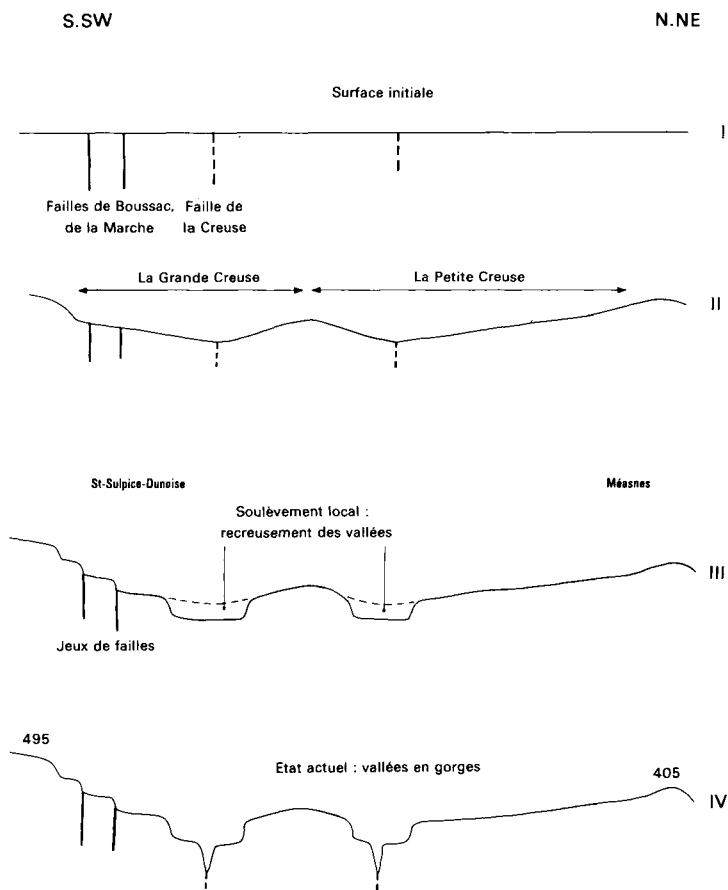 S.SW
N.NE
Surface initiale
I
Failles de Boussac,
de la Marche
Faille de
la Creuse
La Grande Creuse
La Petite Creuse
II
St-Sulpice-Dunoise
Méasnes
Soulèvement local :
recreusement des vallées
III
Jeux de failles
495
Etat actuel : vallées en gorges
405
IV